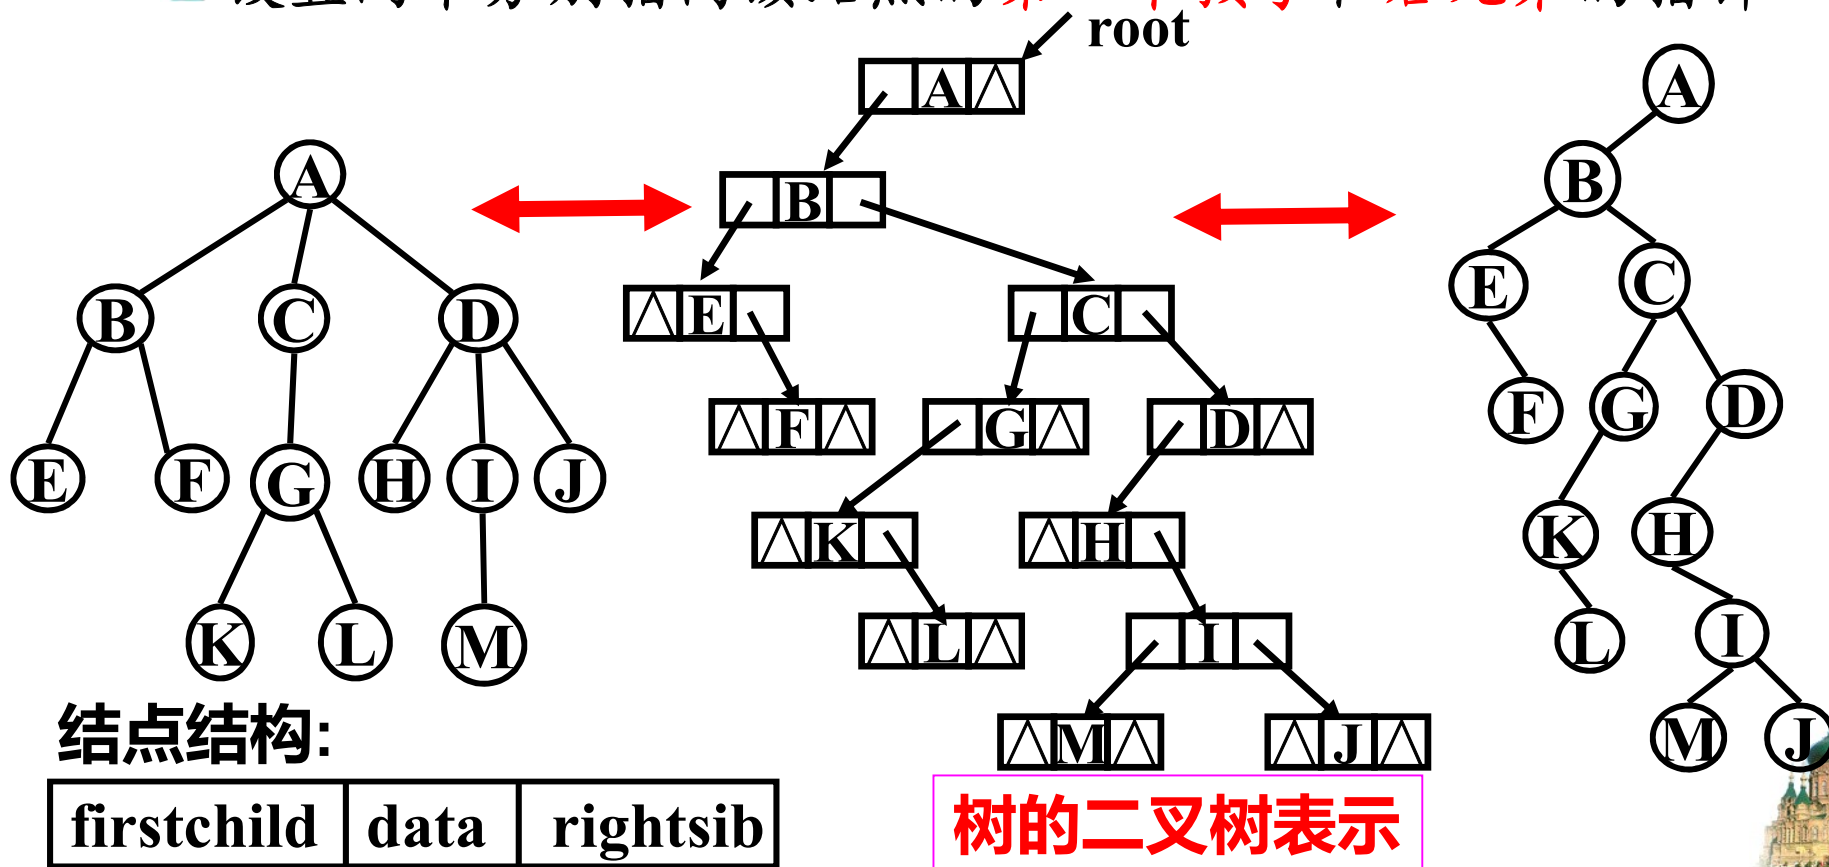 root
A
B
C
D
E
F
G
H
I
J
K
L
M
∧ A ∧
B
∧ E
C
∧ F ∧
G ∧
D ∧
∧ K
∧ H
∧ L ∧
I
∧ M ∧
∧ J ∧
A
B
E
C
F
G
D
K
H
L
I
M
J
结点结构:
firstchild data rightsib
树的二叉树表示